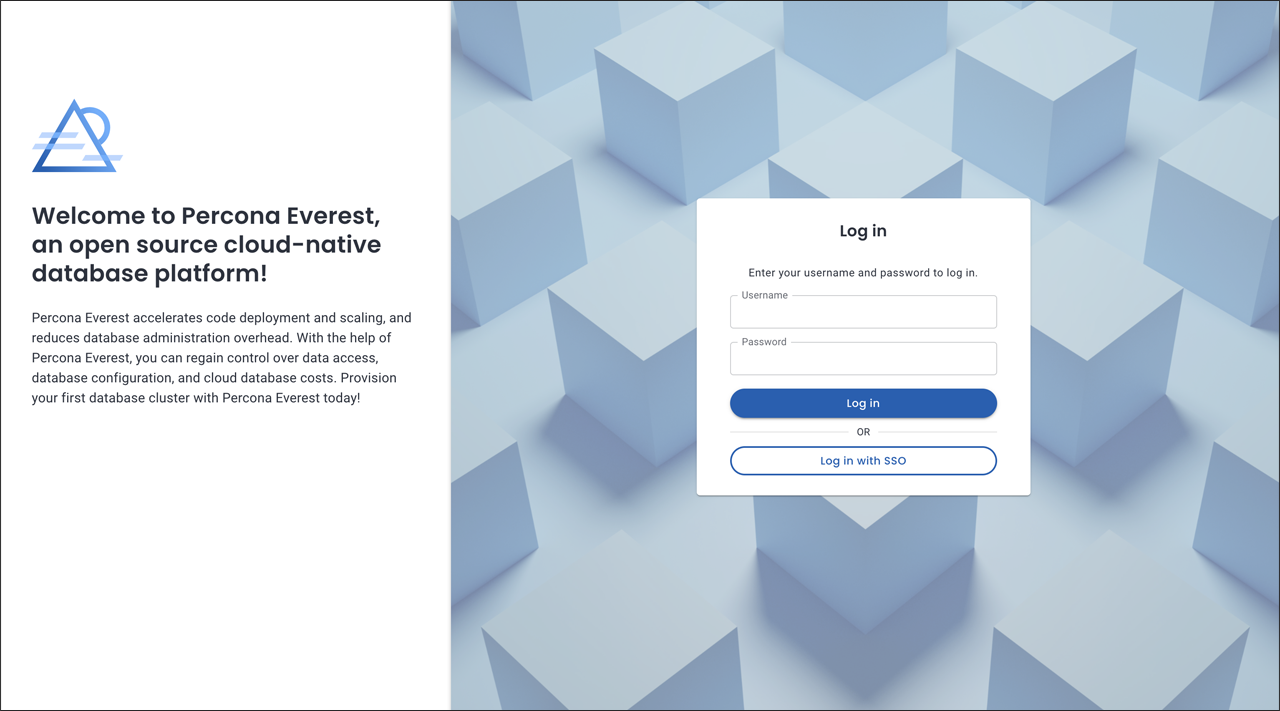 Welcome to Percona Everest,
an open source cloud-native
database platform!
Percona Everest accelerates code deployment and scaling, and
reduces database administration overhead. With the help of
Percona Everest, you can regain control over data access,
database configuration, and cloud database costs. Provision
your first database cluster with Percona Everest today!
Log in
Enter your username and password to log in.
Username
Password
Log in
OR
Log in with SSO